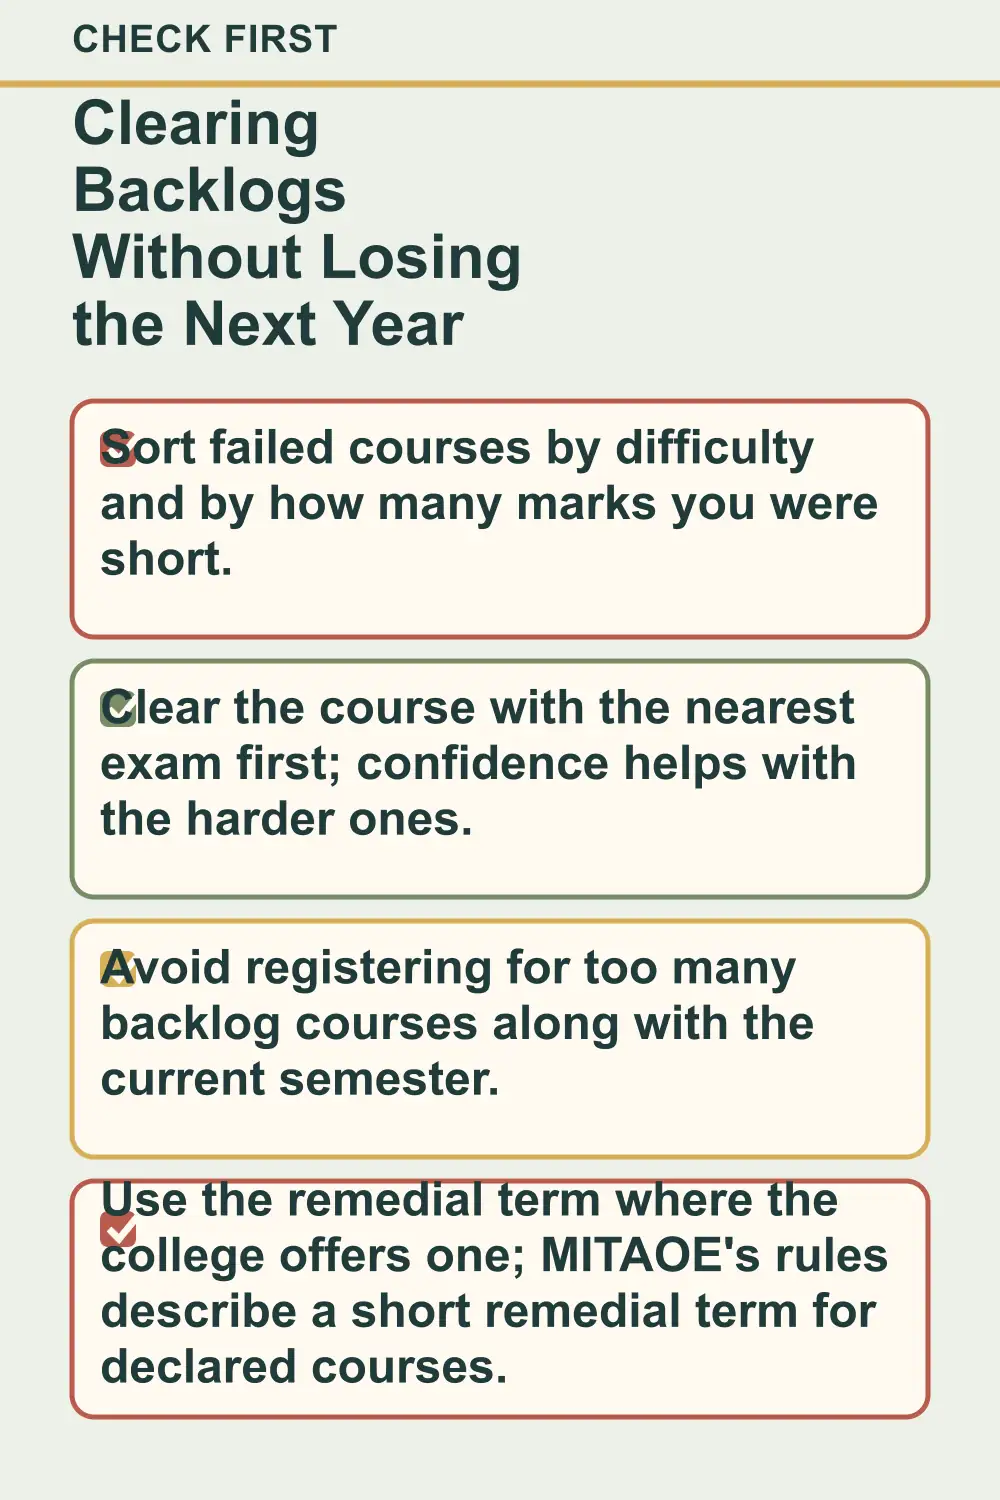 CHECK FIRST
Clearing
Backlogs
Without Losing
the Next Year
Sort failed courses by difficulty
and by how many marks you were
short.
Clear the course with the nearest
exam first; confidence helps with
the harder ones.
Avoid registering for too many
backlog courses along with the
current semester.
Use the remedial term where the
college offers one; MITAOE's rules
describe a short remedial term for
declared courses.